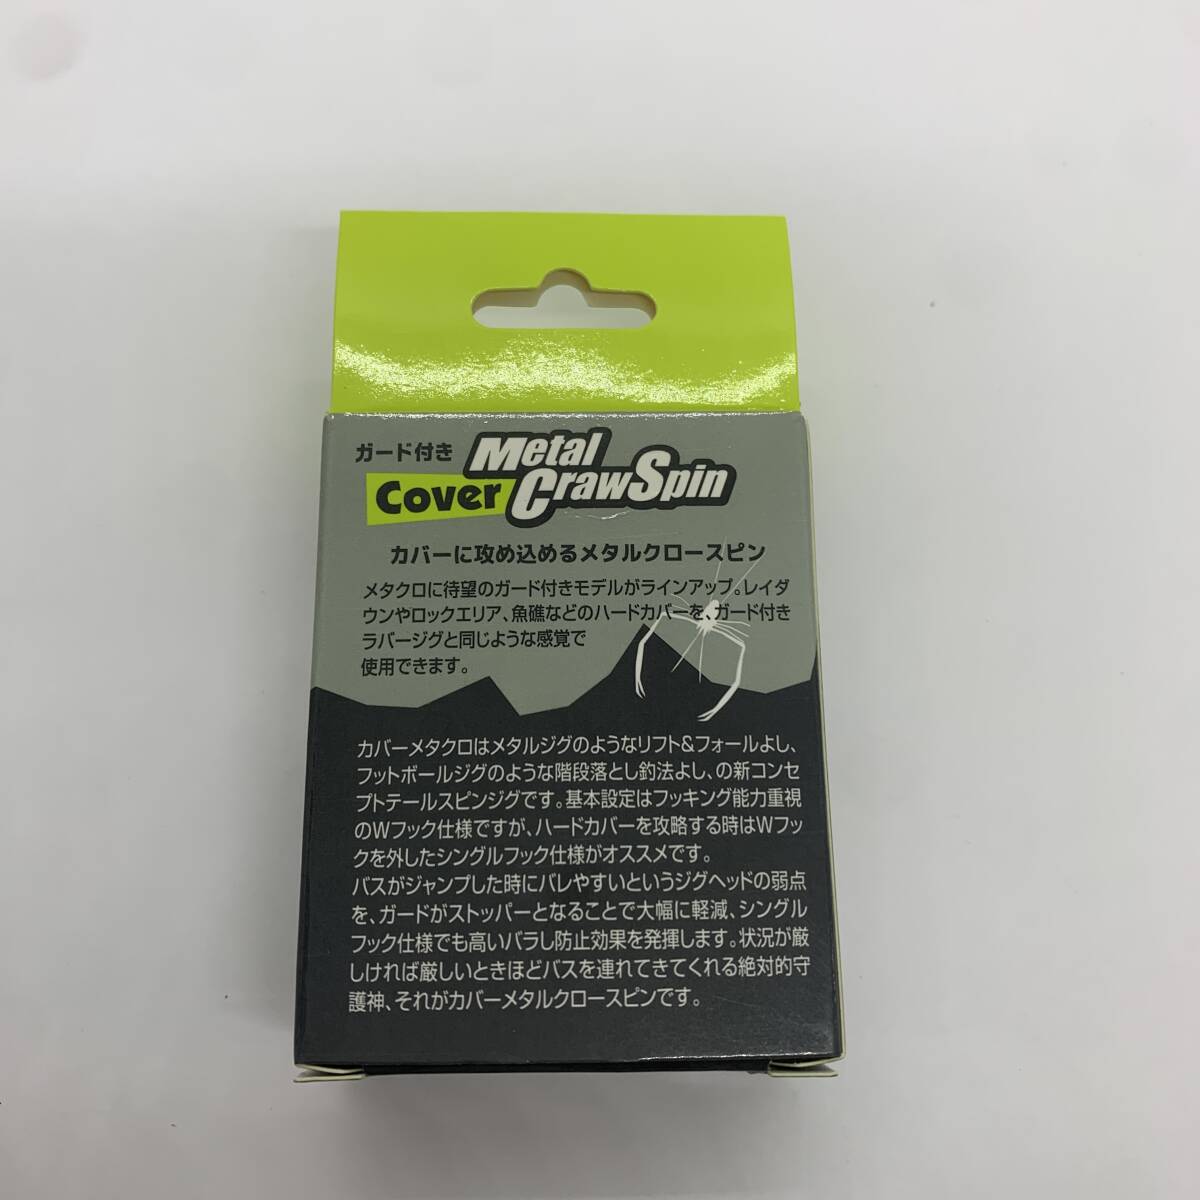 ガード付き
Metal
Cover CrawSpin
カバーに攻め込めるメタルクロースピン
メタクロに待望のガード付きモデルがラインアップ。レイダ
ウンやロックエリア、魚礁などのハードカバーを、ガード付き
ラバージグと同じような感覚で
使用できます。
カバーメタクロはメタルジグのようなリフト&フォールよし、
フットボールジグのような階段落とし釣法よし、の新コンセ
プトテールスピンジグです。基本設定はフッキング能力重視
のWフック仕様ですが、ハードカバーを攻略する時はWフッ
クを外したシングルフック仕様がオススメです。
バスがジャンプした時にバレやすいというジグヘッドの弱点
を、ガードがストッパーとなることで大幅に軽減、シングル
フック仕様でも高いバラし防止効果を発揮します。状況が厳
しければ厳しいときほどバスを連れてきてくれる絶対的守
護神、それがカバーメタルクロースピンです。